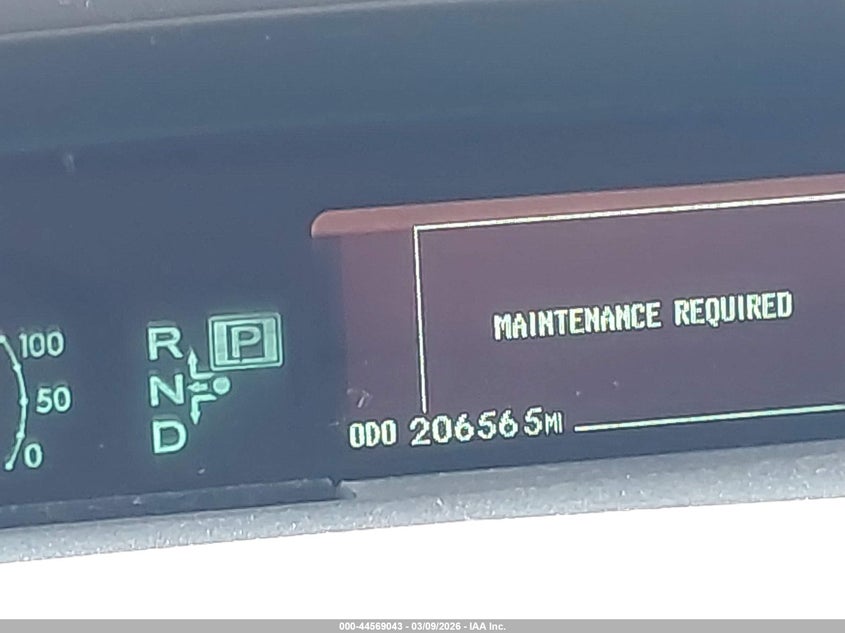 MAINTENANCE REQUIRED
100
50
0
R P
N
D
ODO 206565MI
000-44569043 - 03/09/2026 - IAA Inc.